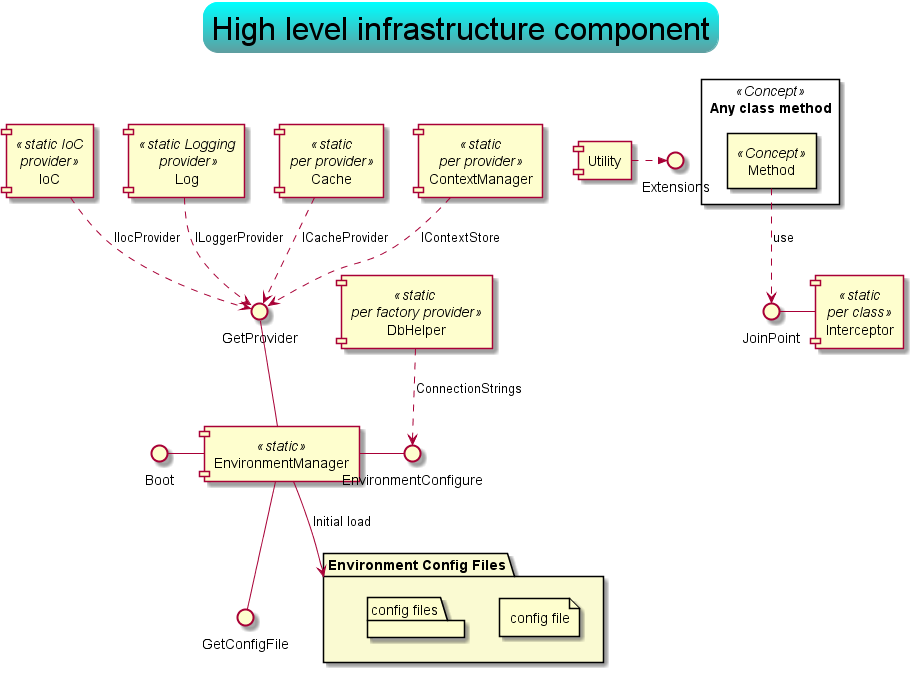 High level infrastructure component
«Concept»
Any class method
«static IoC
provider»
IoC
«static Logging
provider»
Log
«static
per provider»
Cache
«static
per provider»
ContextManager
Utility
Extensions
«Concept»
Method
IIocProvider
ILoggerProvider
ICacheProvider
IContextStore
use
GetProvider
«static
per factory provider»
DbHelper
JoinPoint
«static
per class»
Interceptor
ConnectionStrings
Boot
«static»
EnvironmentManager
EnvironmentConfigure
Initial load
Environment Config Files
config files
config file
GetConfigFile